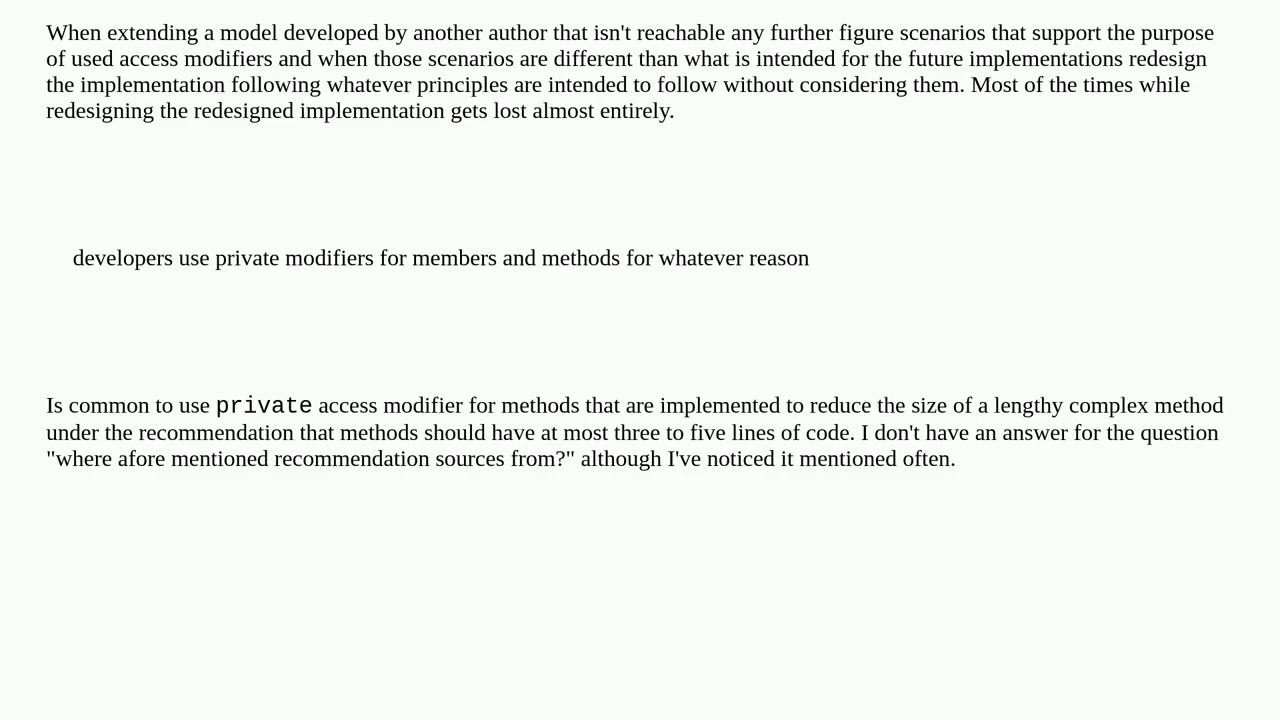 When extending a model developed by another author that isn't reachable any further figure scenarios that support the purpose
of used access modifiers and when those scenarios are different than what is intended for the future implementations redesign
the implementation following whatever principles are intended to follow without considering them. Most of the times while
redesigning the redesigned implementation gets lost almost entirely.
developers use private modifiers for members and methods for whatever reason
Is common to use private access modifier for methods that are implemented to reduce the size of a lengthy complex method
under the recommendation that methods should have at most three to five lines of code. I don't have an answer for the question
"where afore mentioned recommendation sources from?" although I've noticed it mentioned often.